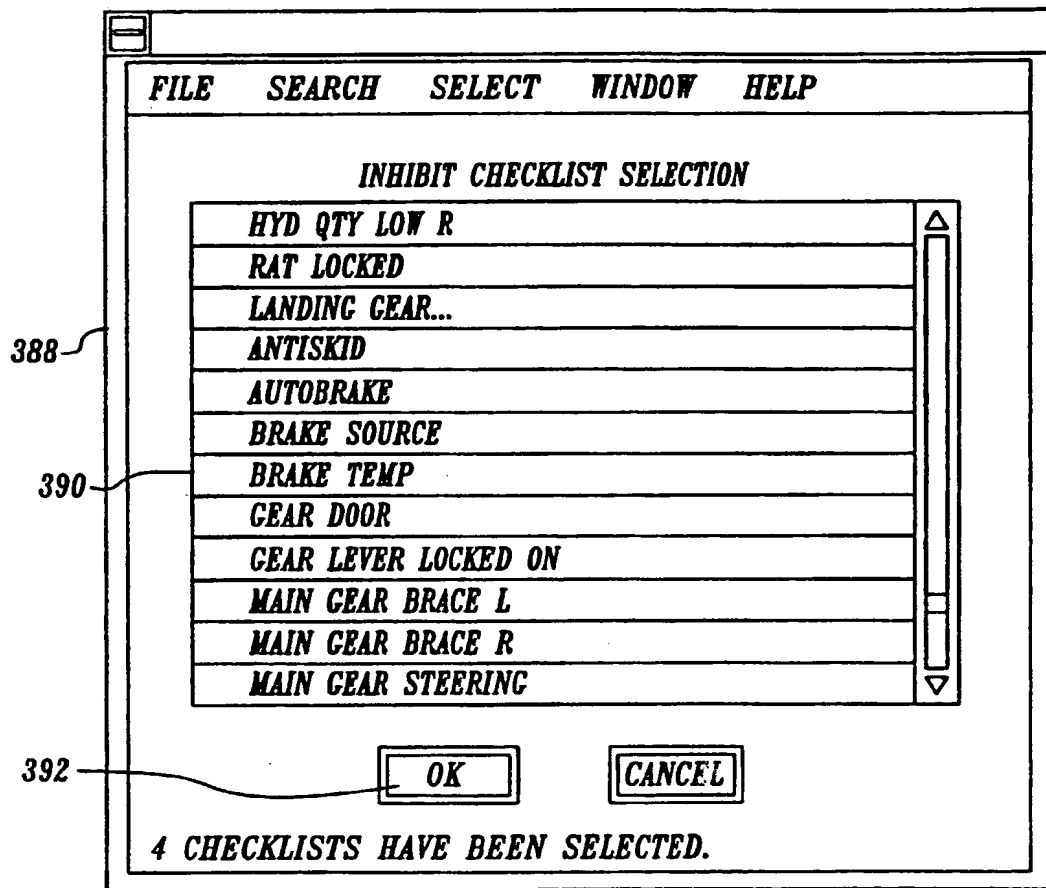 FILE SEARCH SELECT WINDOW HELP
INHIBIT CHECKLIST SELECTION
HYD QTY LOW R
RAT LOCKED
LANDING GEAR...
388
ANTISKID
AUTOBRAKE
BRAKE SOURCE
390
BRAKE TEMP
GEAR DOOR
GEAR LEVER LOCKED ON
MAIN GEAR BRACE L
MAIN GEAR BRACE R
MAIN GEAR STEERING
392
OK CANCEL
4 CHECKLISTS HAVE BEEN SELECTED.